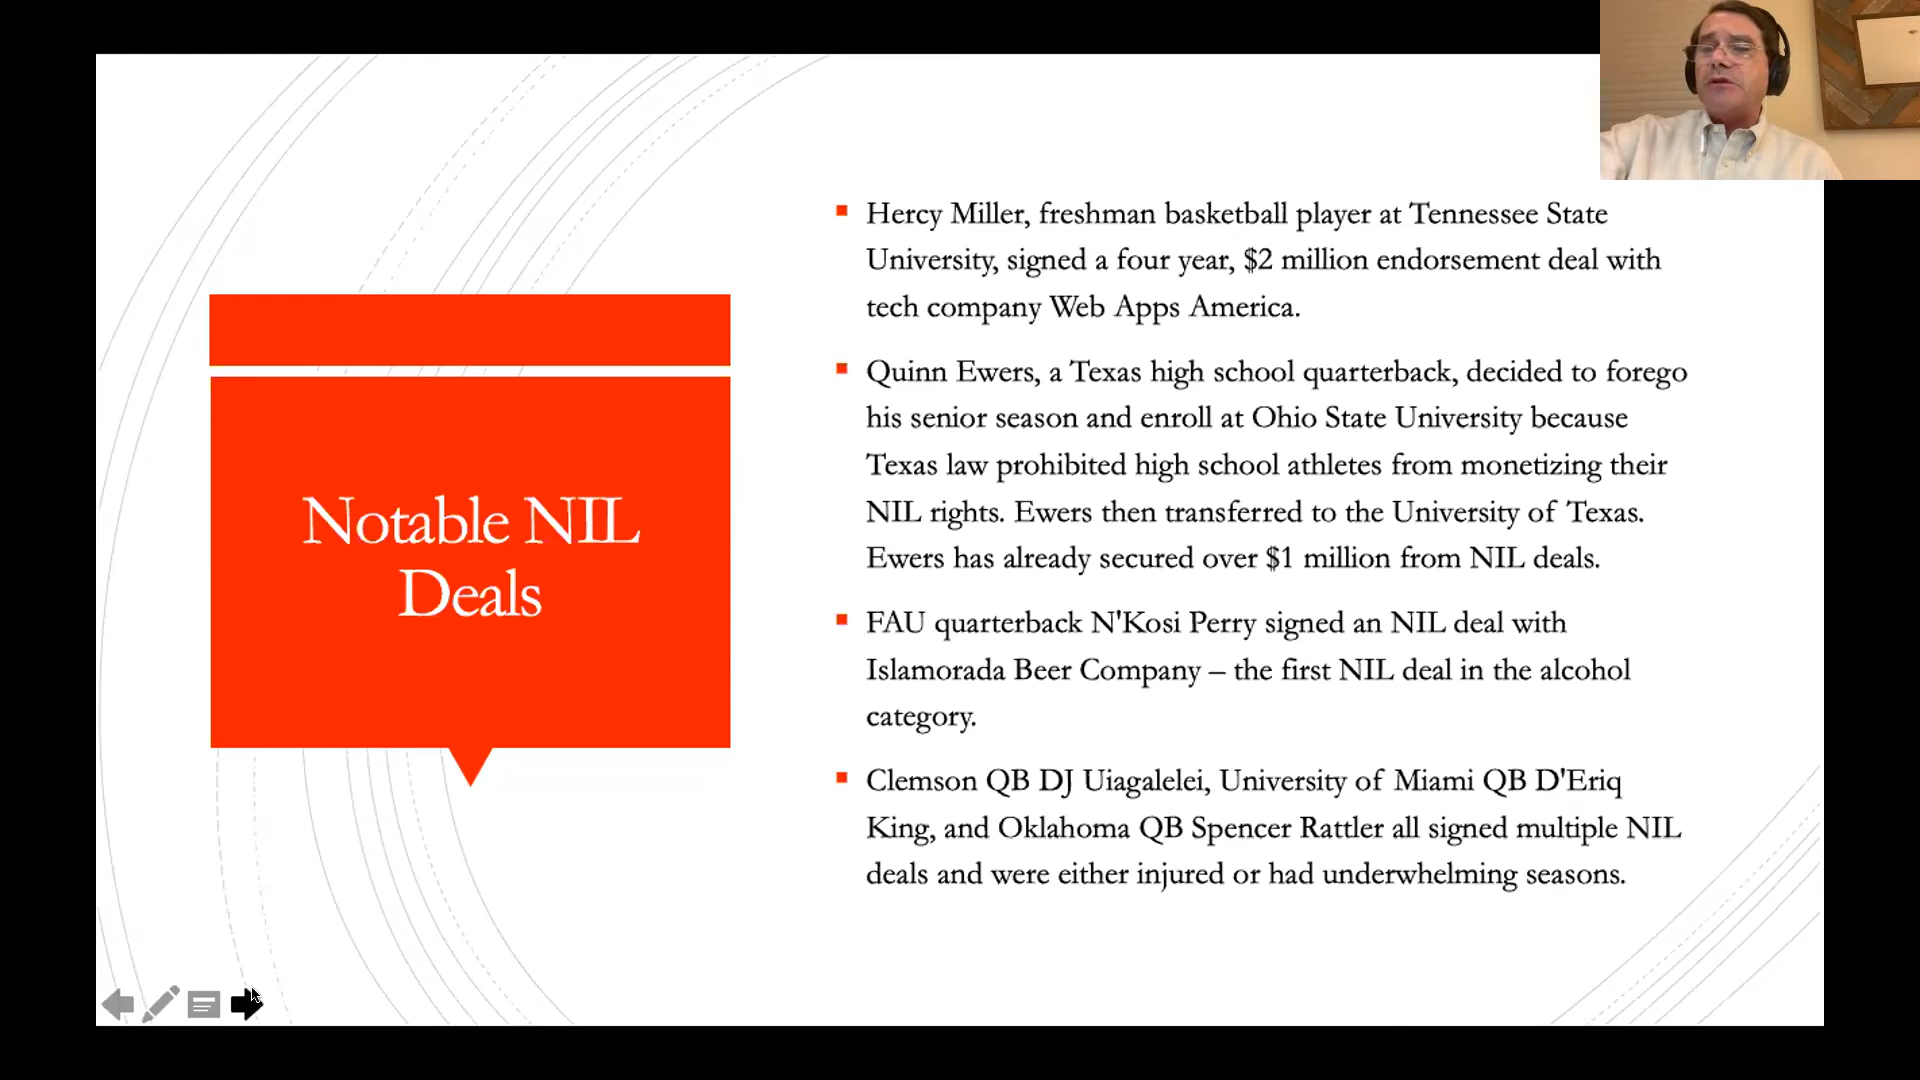 Notable NIL
Deals
Hercy Miller, freshman basketball player at Tennessee State
University, signed a four year, $2 million endorsement deal with
tech company Web Apps America.
Quinn Ewers, a Texas high school quarterback, decided to forego
his senior season and enroll at Ohio State University because
Texas law prohibited high school athletes from monetizing their
NIL rights. Ewers then transferred to the University of Texas.
Ewers has already secured over $1 million from NIL deals.
FAU quarterback N'Kosi Perry signed an NIL deal with
Islamorada Beer Company – the first NIL deal in the alcohol
category.
Clemson QB DJ Uiagalelei, University of Miami QB D'Eriq
King, and Oklahoma QB Spencer Rattler all signed multiple NIL
deals and were either injured or had underwhelming seasons.